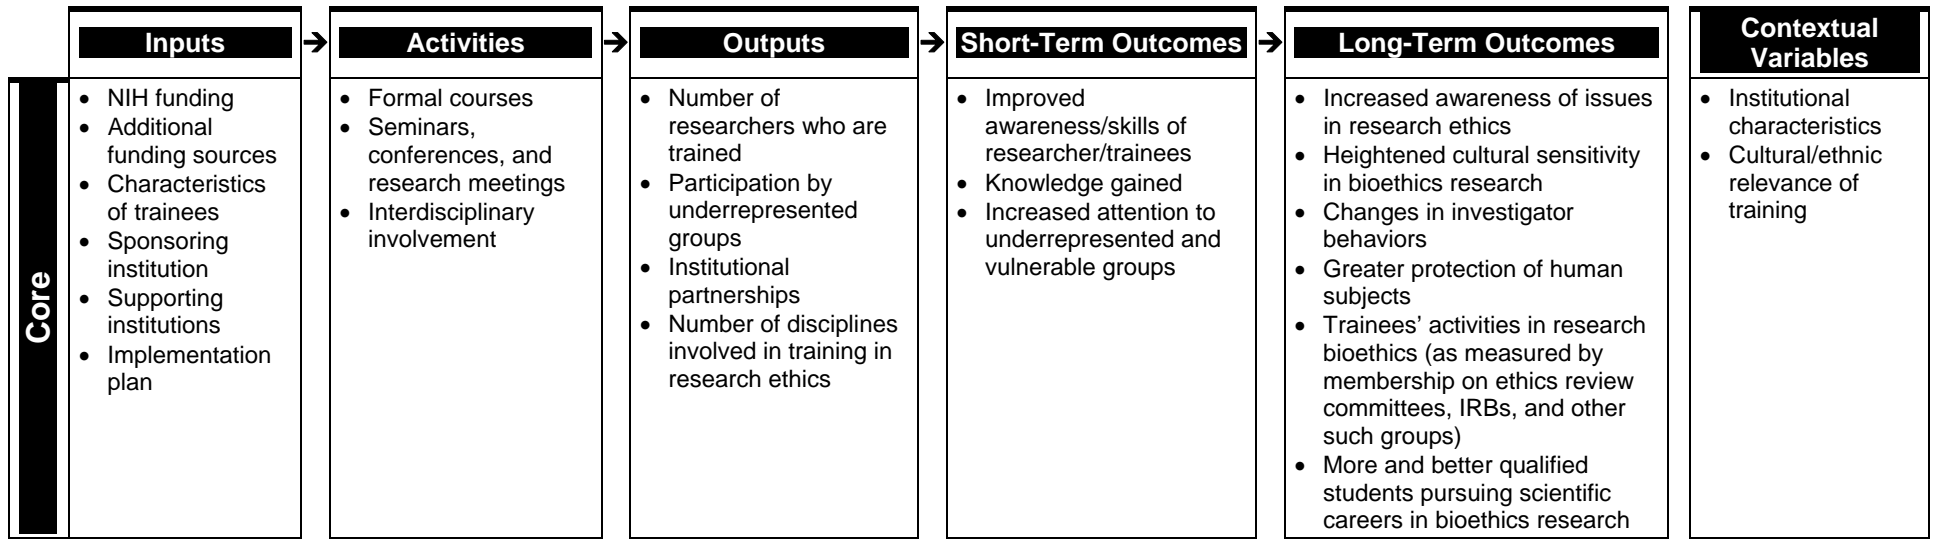 Inputs
➔
Activities
➔
Outputs
➔
Short-Term Outcomes
➔
Long-Term Outcomes
Contextual
Variables
Core
• NIH funding
• Additional
funding sources
• Characteristics
of trainees
• Sponsoring
institution
• Supporting
institutions
• Implementation
plan
• Formal courses
• Seminars,
conferences, and
research meetings
• Interdisciplinary
involvement
• Number of
researchers who are
trained
• Participation by
underrepresented
groups
• Institutional
partnerships
• Number of disciplines
involved in training in
research ethics
• Improved
awareness/skills of
researcher/trainees
• Knowledge gained
• Increased attention to
underrepresented and
vulnerable groups
• Increased awareness of issues
in research ethics
• Heightened cultural sensitivity
in bioethics research
• Changes in investigator
behaviors
• Greater protection of human
subjects
• Trainees’ activities in research
bioethics (as measured by
membership on ethics review
committees, IRBs, and other
such groups)
• More and better qualified
students pursuing scientific
careers in bioethics research
• Institutional
characteristics
• Cultural/ethnic
relevance of
training